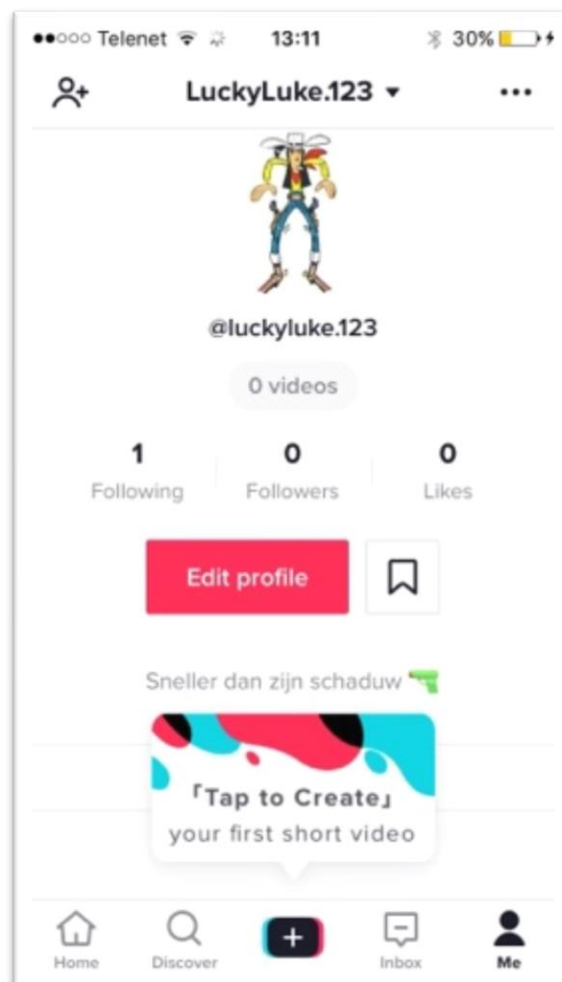 ●●○○○ Telenet 13:11 30%
LuckyLuke.123 ▼
@luckyluke.123
0 videos
1 0 0
Following Followers Likes
Edit profile
Sneller dan zijn schaduw 🔫
「Tap to Create」
your first short video
Home Discover Inbox Me